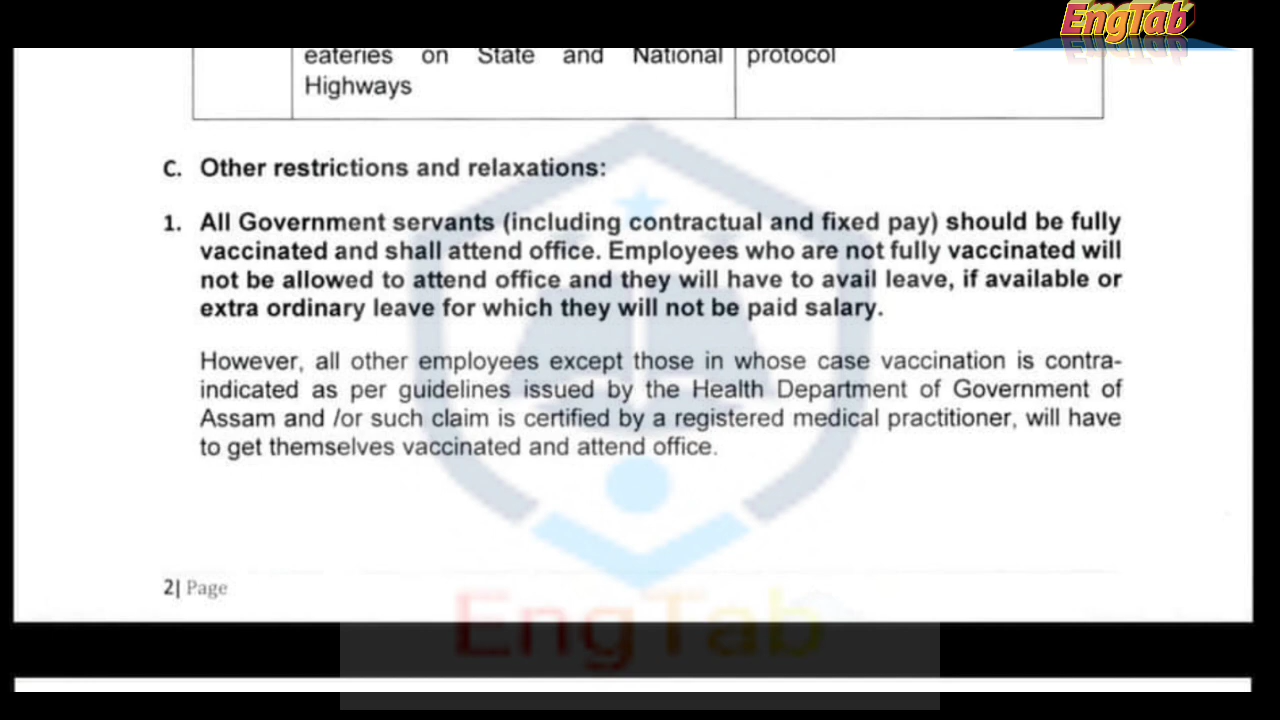 EngTab
eateries on State and National
Highways
protocol
C. Other restrictions and relaxations:
1. All Government servants (including contractual and fixed pay) should be fully
vaccinated and shall attend office. Employees who are not fully vaccinated will
not be allowed to attend office and they will have to avail leave, if available or
extra ordinary leave for which they will not be paid salary.
However, all other employees except those in whose case vaccination is contra-
indicated as per guidelines issued by the Health Department of Government of
Assam and /or such claim is certified by a registered medical practitioner, will have
to get themselves vaccinated and attend office.
2| Page
EngTab